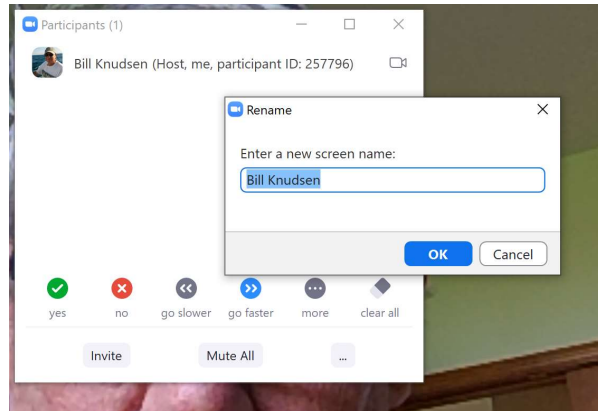 Participants (1)
Bill Knudsen (Host, me, participant ID: 257796)
Rename
Enter a new screen name:
Bill Knudsen
OK Cancel
yes no go slower go faster more clear all
Invite Mute All ...